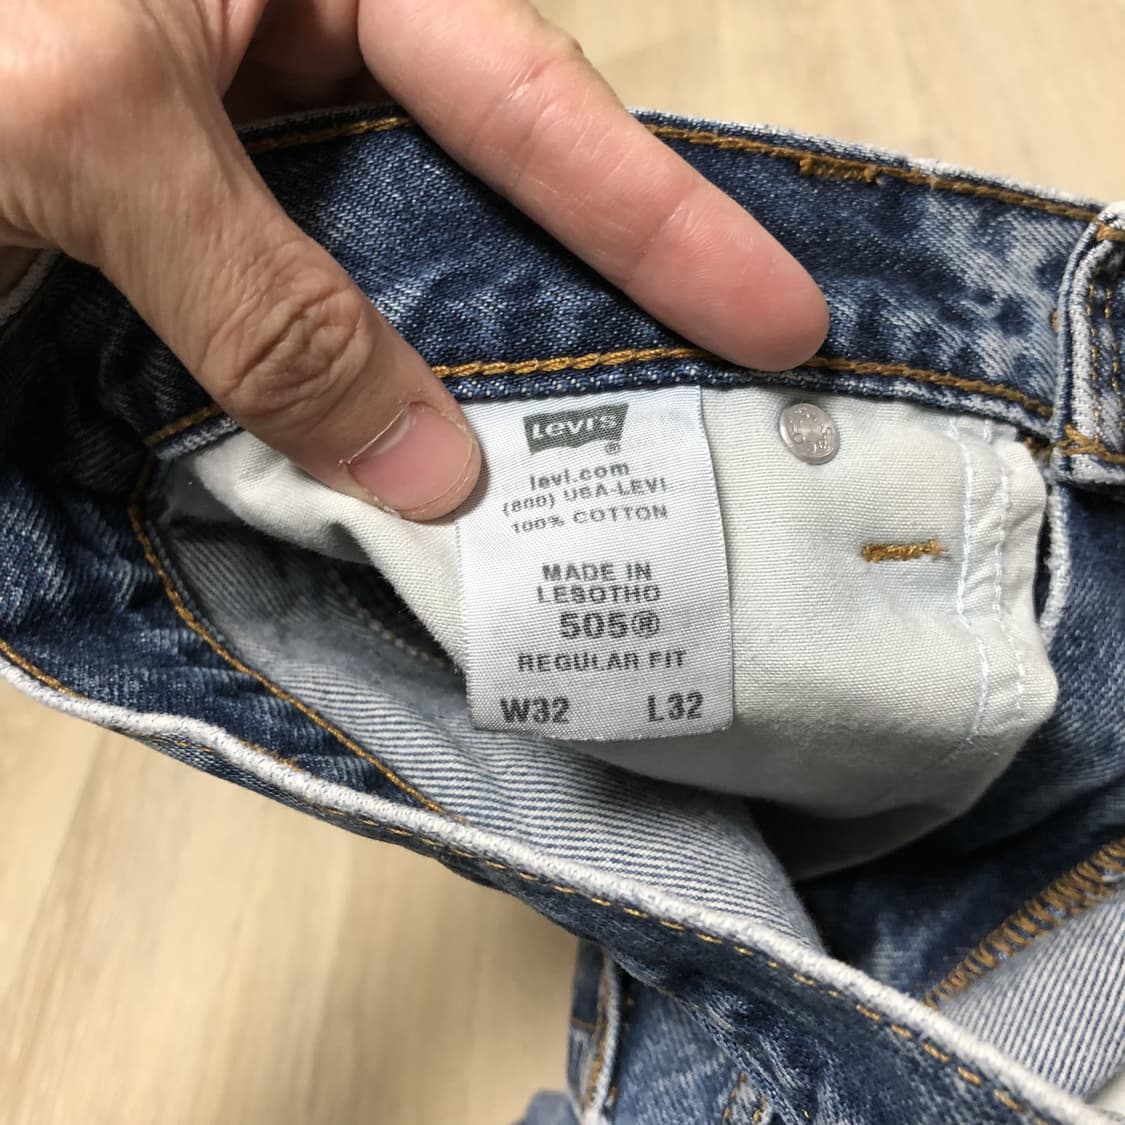 Levi's
®
levi.com
(800) USA-LEVI
100% COTTON
MADE IN
LESOTHO
505®
REGULAR FIT
W32 L32